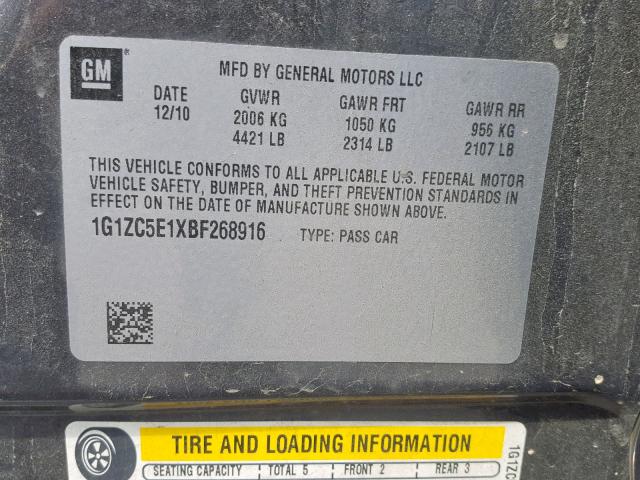 GM
MFD BY GENERAL MOTORS LLC
DATE GVWR GAWR FRT GAWR RR
12/10 2006 KG 1050 KG 956 KG
4421 LB 2314 LB 2107 LB
THIS VEHICLE CONFORMS TO ALL APPLICABLE U.S. FEDERAL MOTOR
VEHICLE SAFETY, BUMPER, AND THEFT PREVENTION STANDARDS IN
EFFECT ON THE DATE OF MANUFACTURE SHOWN ABOVE.
1G1ZC5E1XBF268916 TYPE: PASS CAR
TIRE AND LOADING INFORMATION
SEATING CAPACITY TOTAL 5 FRONT 2 REAR 3
1G1ZC